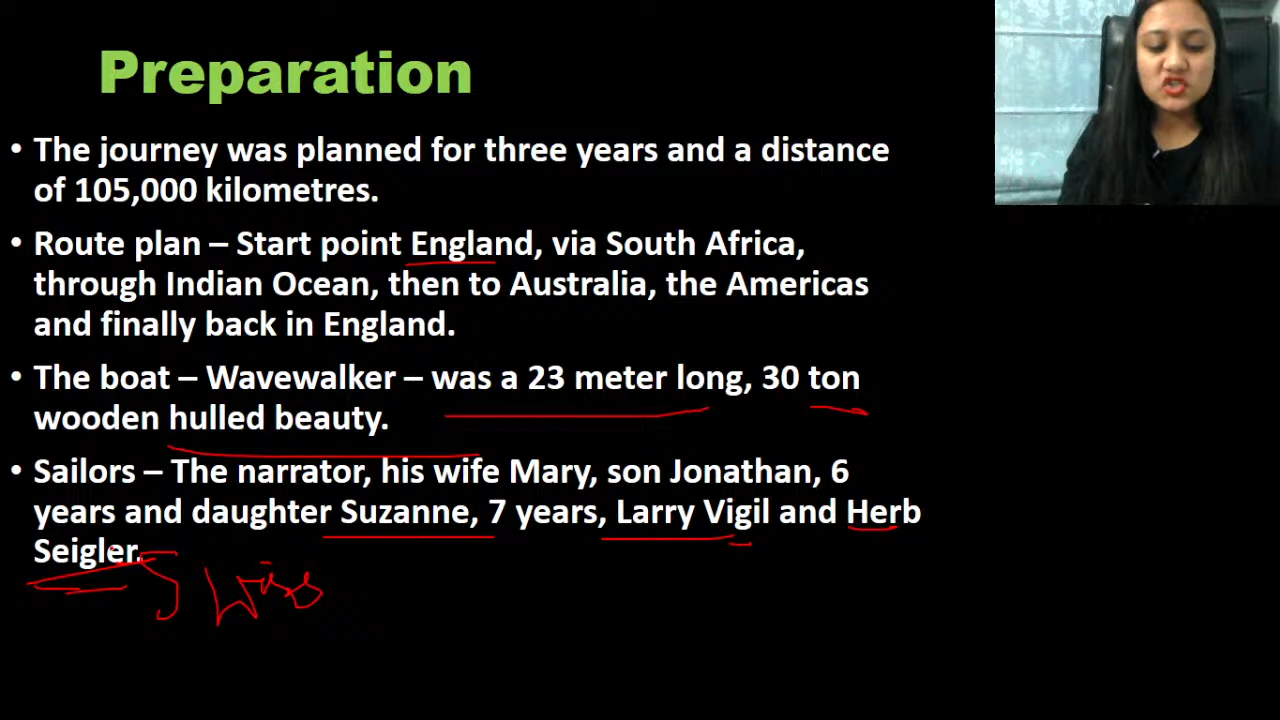 Preparation
• The journey was planned for three years and a distance
of 105,000 kilometres.
• Route plan – Start point England, via South Africa,
through Indian Ocean, then to Australia, the Americas
and finally back in England.
• The boat – Wavewalker – was a 23 meter long, 30 ton
wooden hulled beauty.
• Sailors – The narrator, his wife Mary, son Jonathan, 6
years and daughter Suzanne, 7 years, Larry Vigil and Herb
Seigler.